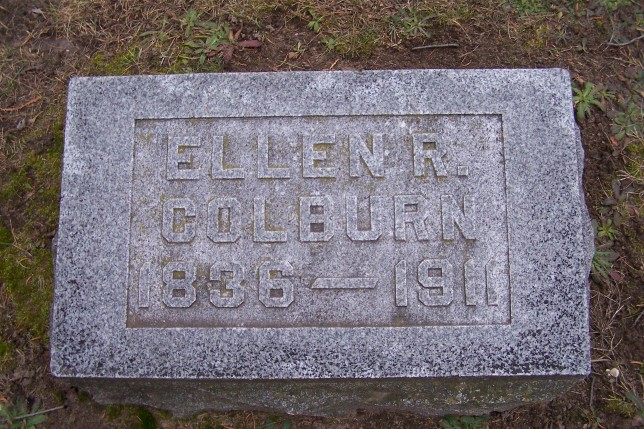 ELLEN R.
COLBURN
1836 — 1911